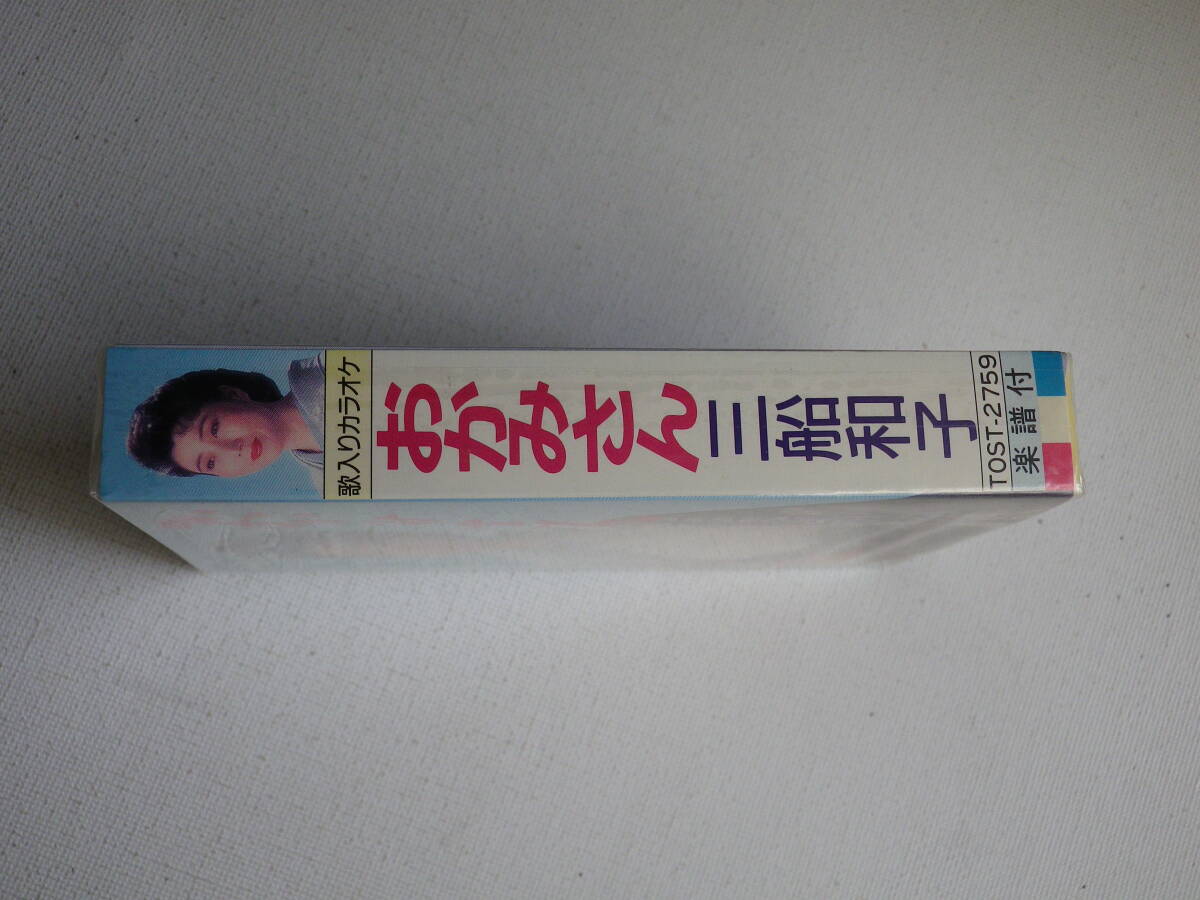 歌入りカラオケ
おかみさん
三船和子
TOST-2759
楽譜付